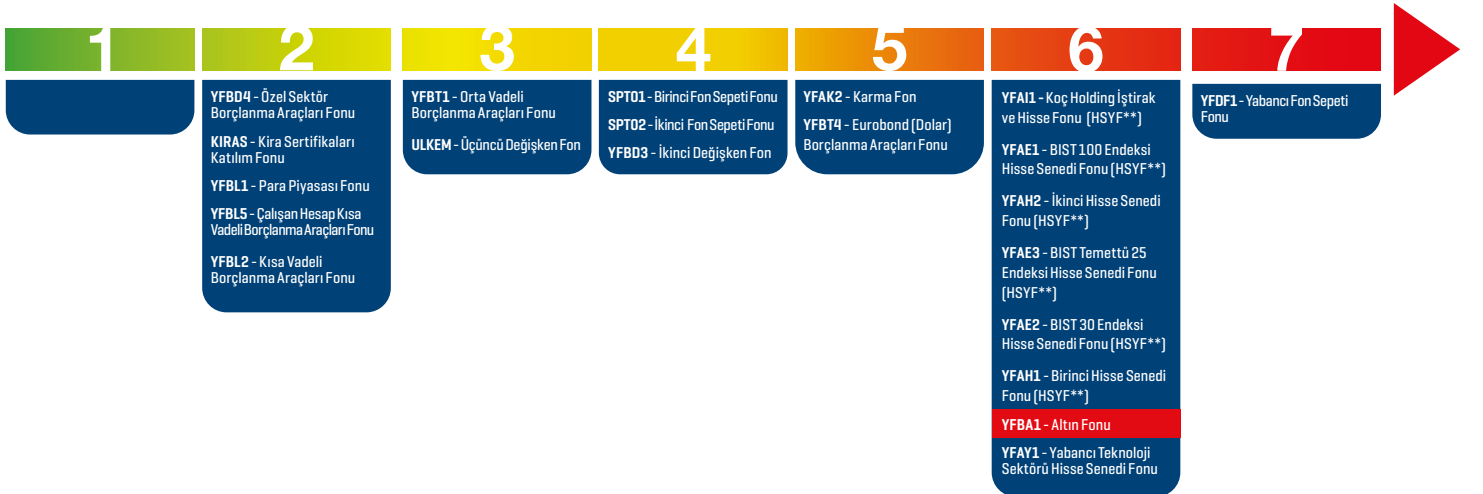 1
2
3
4
5
6
7
YFBD4 - Özel Sektör
Borçlanma Araçları Fonu
KIRAS - Kira Sertifikaları
Katılım Fonu
YFBL1 - Para Piyasası Fonu
YFBL5 - Çalışan Hesap Kısa
Vadeli Borçlanma Araçları Fonu
YFBL2 - Kısa Vadeli
Borçlanma Araçları Fonu
YFBT1 - Orta Vadeli
Borçlanma Araçları Fonu
ULKEM - Üçüncü Değişken Fon
SPT01 - Birinci Fon Sepeti Fonu
SPT02 - İkinci Fon Sepeti Fonu
YFBD3 - İkinci Değişken Fon
YFAK2 - Karma Fon
YFBT4 - Eurobond (Dolar)
Borçlanma Araçları Fonu
YFAI1 - Koç Holding İştirak
ve Hisse Fonu (HSYF**)
YFAE1 - BIST 100 Endeksi
Hisse Senedi Fonu (HSYF**)
YFAH2 - İkinci Hisse Senedi
Fonu (HSYF**)
YFAE3 - BIST Temettü 25
Endeksi Hisse Senedi Fonu
(HSYF**)
YFAE2 - BIST 30 Endeksi
Hisse Senedi Fonu (HSYF**)
YFAH1 - Birinci Hisse Senedi
Fonu (HSYF**)
YFBA1 - Altın Fonu
YFAY1 - Yabancı Teknoloji
Sektörü Hisse Senedi Fonu
YFDF1 - Yabancı Fon Sepeti
Fonu